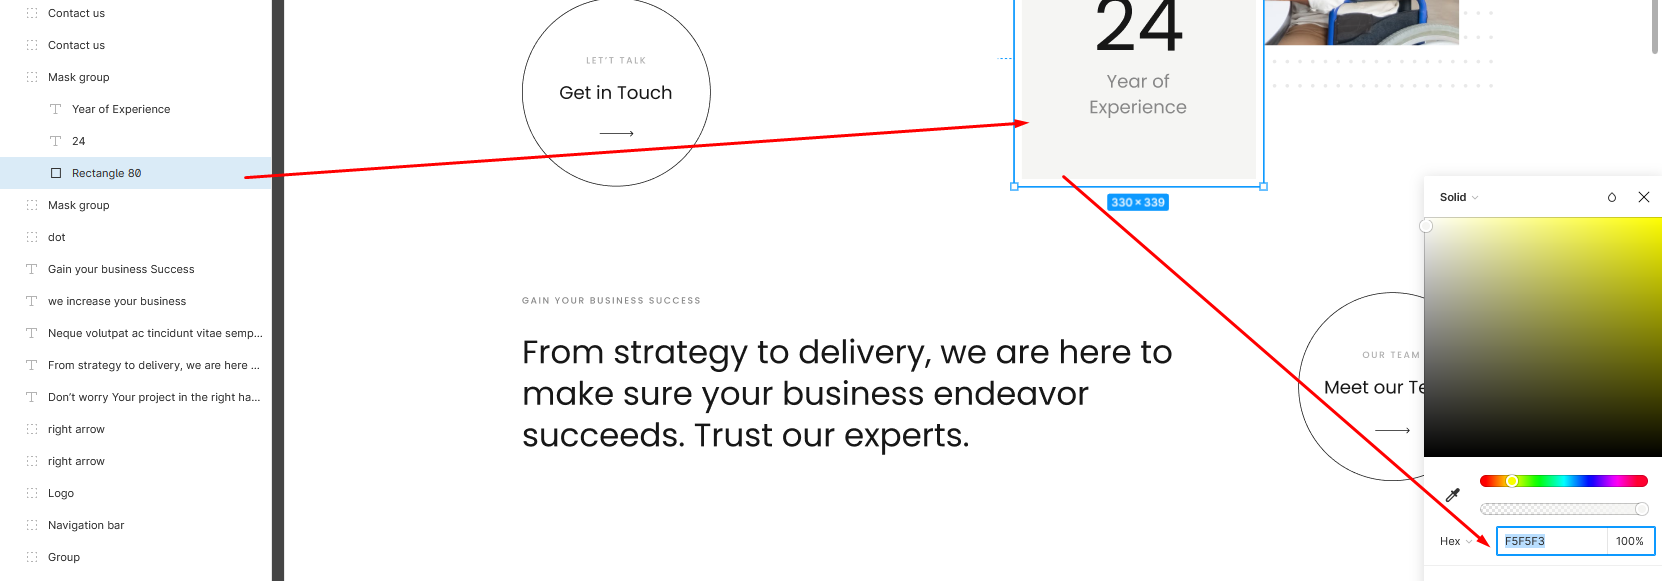 Contact us
Contact us
Mask group
Year of Experience
24
Rectangle 80
Mask group
dot
Gain your business Success
we increase your business
Neque volutpat ac tincidunt vitae semp...
From strategy to delivery, we are here ...
Don't worry Your project in the right ha...
right arrow
right arrow
Logo
Navigation bar
Group
LET'T TALK
Get in Touch
24
Year of
Experience
330 × 339
GAIN YOUR BUSINESS SUCCESS
From strategy to delivery, we are here to
make sure your business endeavor
succeeds. Trust our experts.
OUR TEAM
Meet our Te
Solid
Hex
F5F5F3
100%